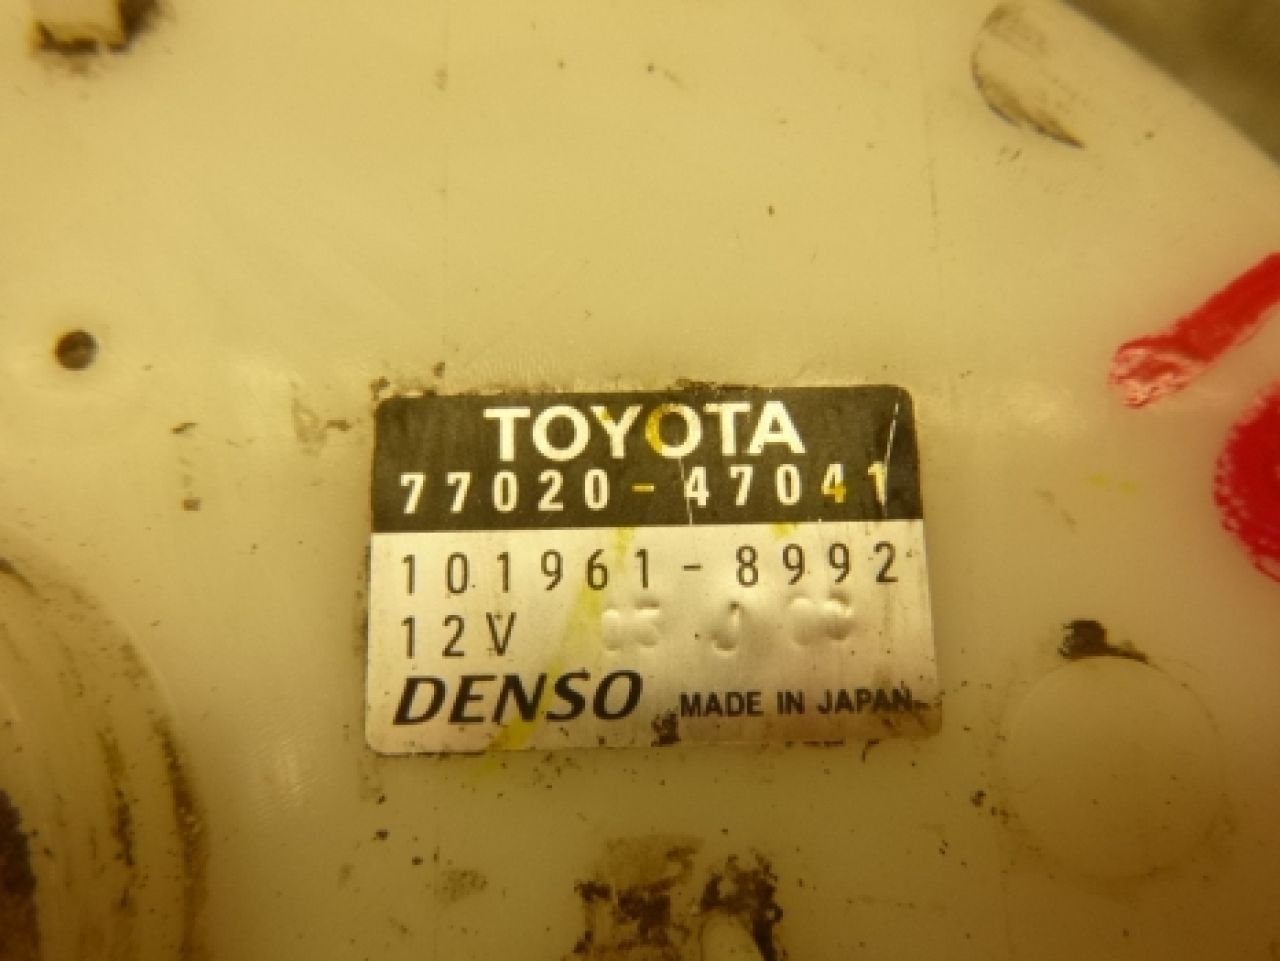 TOYOTA
77020-47041
101961-8992
12V
DENSO MADE IN JAPAN